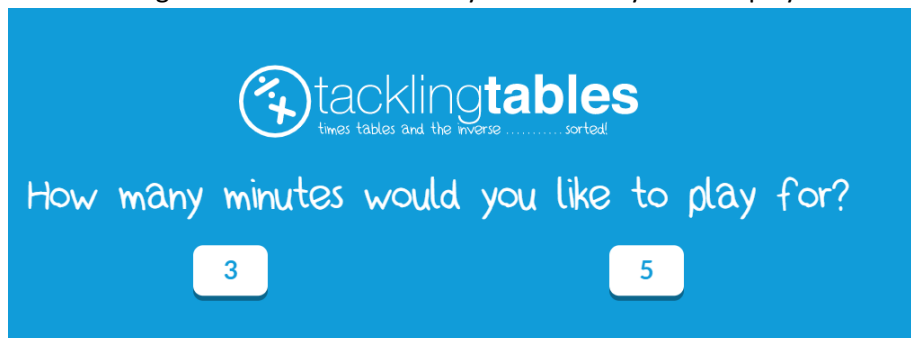 tacklingtables
times tables and the inverse ........... sorted!
How many minutes would you like to play for?
3 5